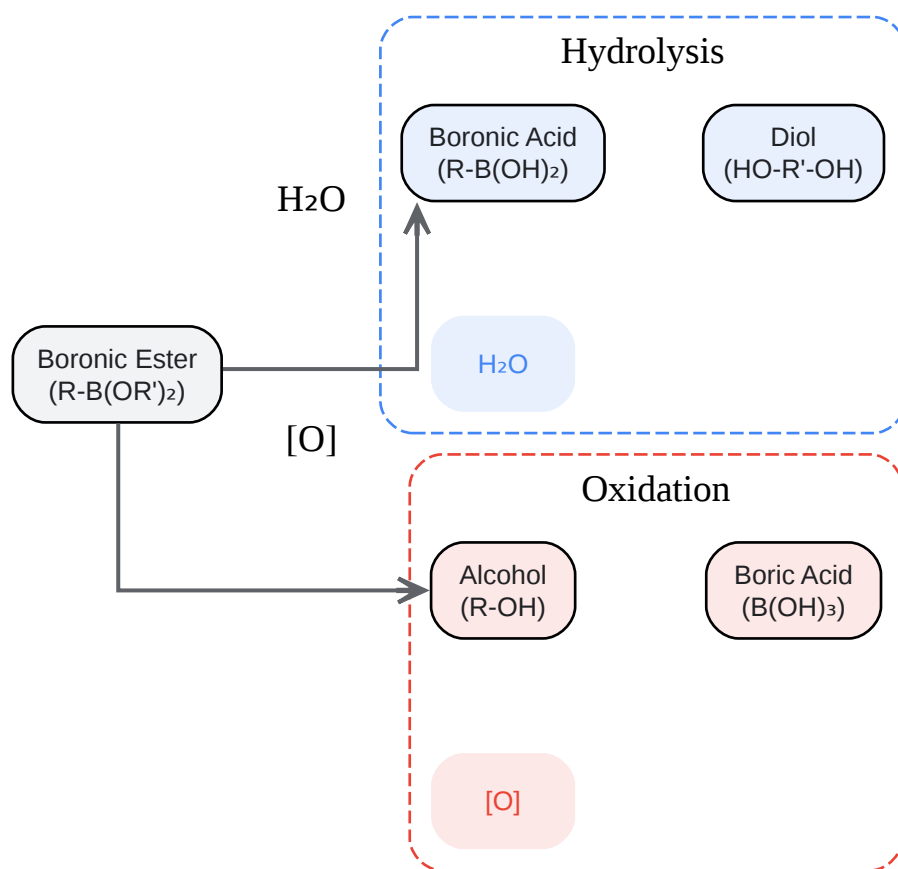 Hydrolysis
Boronic Acid
(R-B(OH)₂)
Diol
(HO-R'-OH)
H₂O
Boronic Ester
(R-B(OR')₂)
H₂O
[O]
Oxidation
Alcohol
(R-OH)
Boric Acid
(B(OH)₃)
[O]